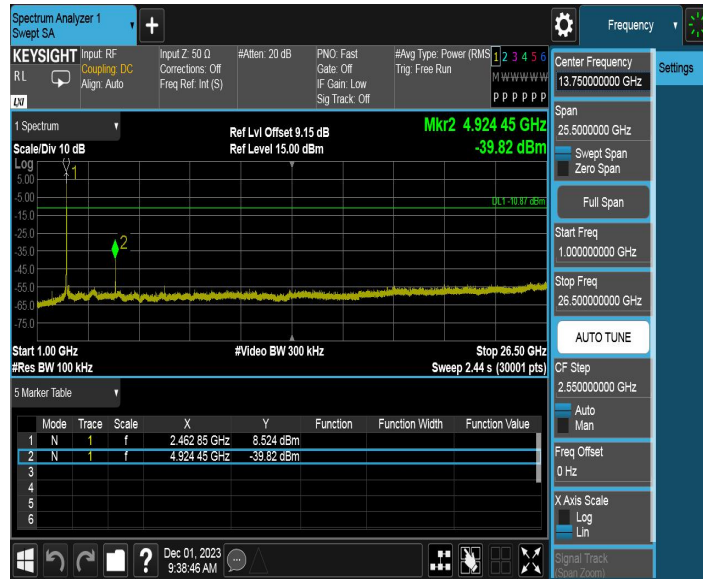 Spectrum Analyzer 1
Swept SA
+
Frequency
KEYSIGHT
RL
LXI
Input: RF
Coupling: DC
Align: Auto
Input Z: 50 Ω
Corrections: Off
Freq Ref: Int (S)
#Atten: 20 dB
PNO: Fast
Gate: Off
IF Gain: Low
Sig Track: Off
#Avg Type: Power (RMS
Trig: Free Run
1 2 3 4 5 6
M W W W W W
P P P P P P
1 Spectrum
Scale/Div 10 dB
Ref Lvl Offset 9.15 dB
Ref Level 15.00 dBm
Mkr2 4.924 45 GHz
-39.82 dBm
Log
5.00
-5.00
-15.0
-25.0
-35.0
-45.0
-55.0
-65.0
-75.0
1
2
DL1 -10.87 dBm
Start 1.00 GHz
#Res BW 100 kHz
#Video BW 300 kHz
Stop 26.50 GHz
Sweep 2.44 s (30001 pts)
5 Marker Table
Mode Trace Scale X Y Function Function Width Function Value
1 N 1 f 2.462 85 GHz 8.524 dBm
2 N 1 f 4.924 45 GHz -39.82 dBm
3
4
5
6
?
Dec 01, 2023
9:38:46 AM
Center Frequency
13.750000000 GHz
Span
25.5000000 GHz
Swept Span
Zero Span
Full Span
Start Freq
1.000000000 GHz
Stop Freq
26.500000000 GHz
AUTO TUNE
CF Step
2.550000000 GHz
Auto
Man
Freq Offset
0 Hz
X Axis Scale
Log
Lin
Signal Track
(Span Zoom)
Settings